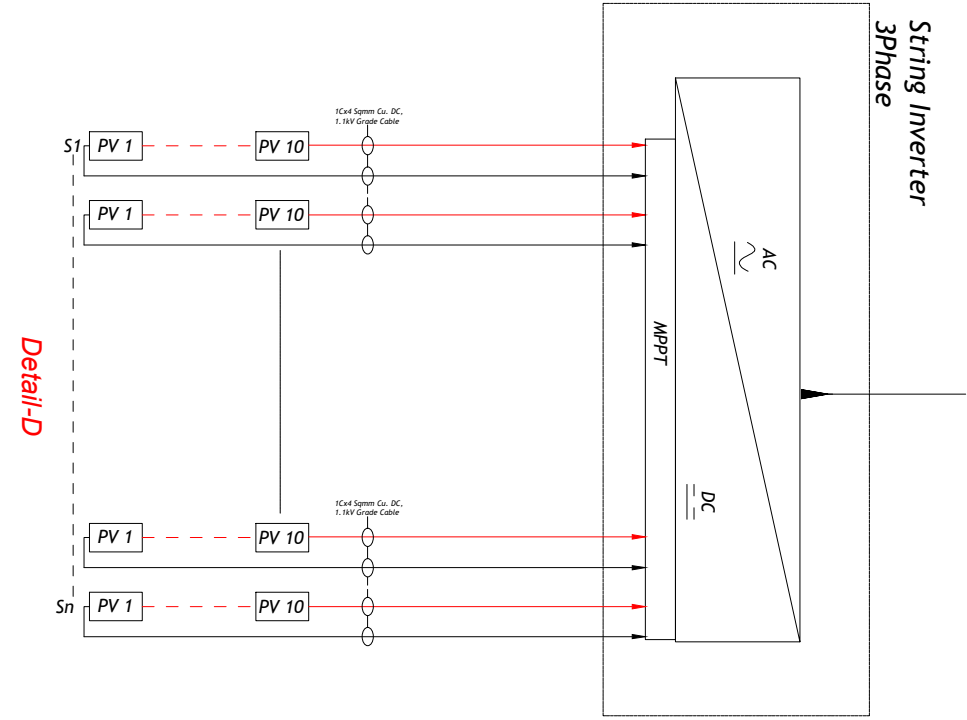 String Inverter
3Phase
1Cx4 Sqmm Cu. DC,
1.1kV Grade Cable
S1 PV 1 PV 10
PV 1 PV 10
AC
MPPT
Detail-D
DC
1Cx4 Sqmm Cu. DC,
1.1kV Grade Cable
PV 1 PV 10
Sn PV 1 PV 10